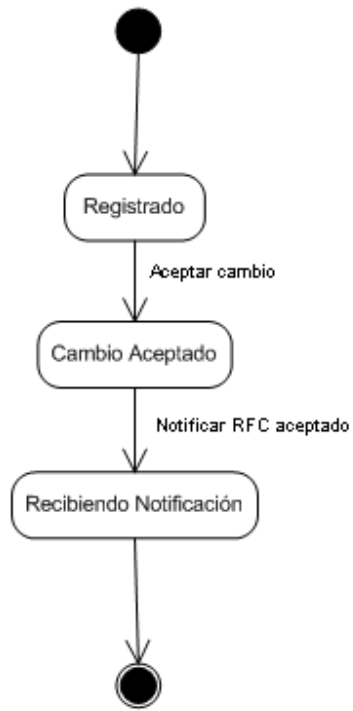 Registrado
Aceptar cambio
Cambio Aceptado
Notificar RFC aceptado
Recibiendo Notificación